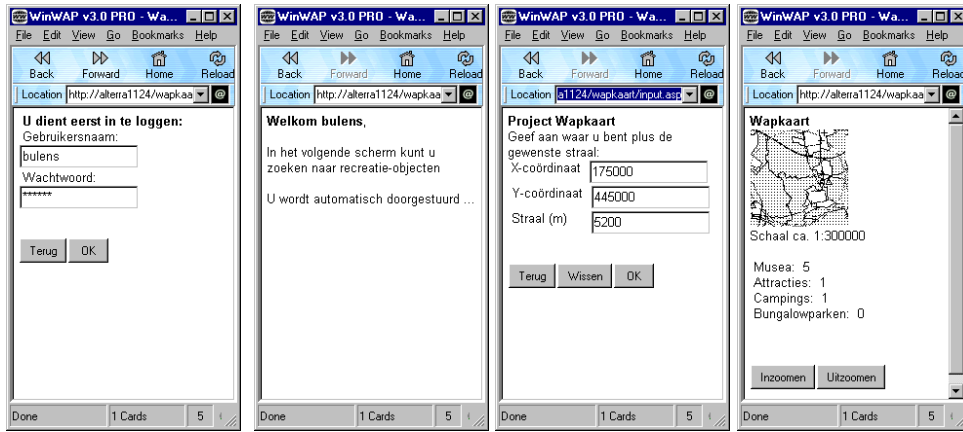 WinWAP v3.0 PRO - Wa...
File Edit View Go Bookmarks Help
Back Forward Home Reload
Location http://alterra1124/wapkaa
U dient eerst in te loggen:
Gebruikersnaam:
bulens
Wachtwoord:
******
Terug OK
Done 1 Cards 5
WinWAP v3.0 PRO - Wa...
File Edit View Go Bookmarks Help
Back Forward Home Reload
Location http://alterra1124/wapkaa
Welkom bulens,
In het volgende scherm kunt u
zoeken naar recreatie-objecten
U wordt automatisch doorgestuurd ...
Done 1 Cards 5
WinWAP v3.0 PRO - Wa...
File Edit View Go Bookmarks Help
Back Forward Home Reload
Location a1124/wapkaart/input.asp
Project Wapkaart
Geef aan waar u bent plus de
gewenste straal:
X-coördinaat 175000
Y-coördinaat 445000
Straal (m) 5200
Terug Wissen OK
Done 1 Cards 5
WinWAP v3.0 PRO - Wa...
File Edit View Go Bookmarks Help
Back Forward Home Reload
Location http://alterra1124/wapkaa
Wapkaart
Schaal ca. 1:300000
Musea: 5
Attracties: 1
Campings: 1
Bungalowparken: 0
Inzoomen Uitzoomen
Done 1 Cards 5